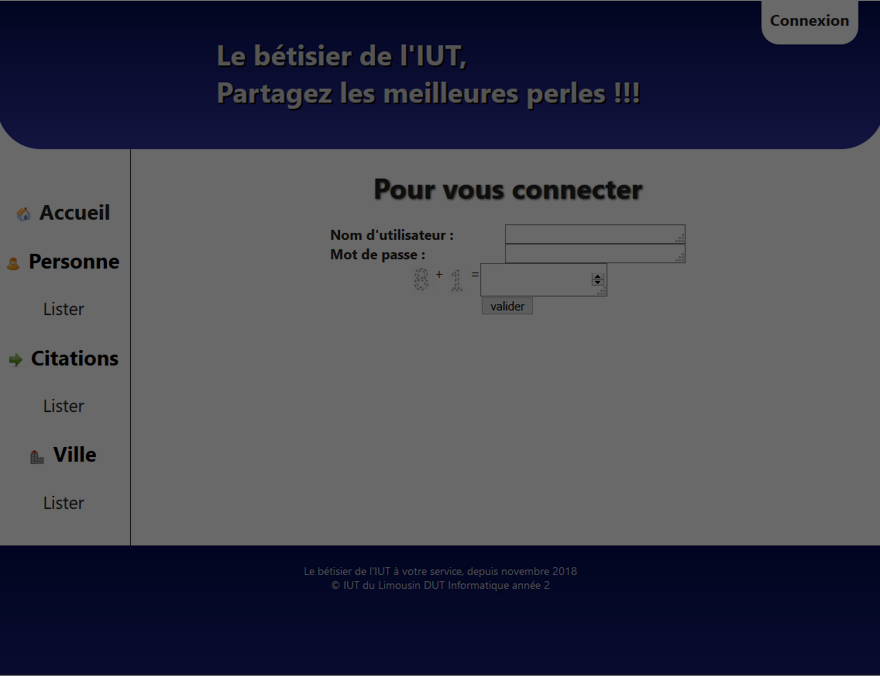 Connexion
Le bétisier de l'IUT,
Partagez les meilleures perles !!!
Accueil
Personne
Lister
Citations
Lister
Ville
Lister
Pour vous connecter
Nom d'utilisateur :
Mot de passe :
8 + 1 =
valider
Le bétisier de l'IUT à votre service, depuis novembre 2018
© IUT du Limousin DUT Informatique année 2